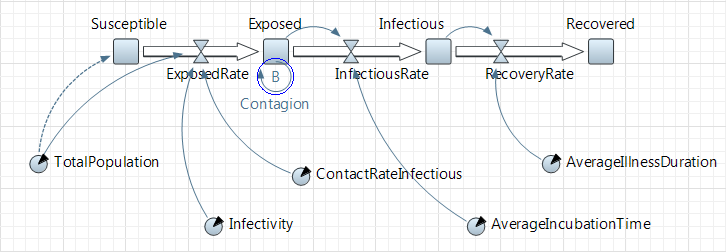 Susceptible
Exposed
Infectious
Recovered
ExposedRate
InfectiousRate
RecoveryRate
B
Contagion
TotalPopulation
ContactRateInfectious
AverageIllnessDuration
Infectivity
AverageIncubationTime